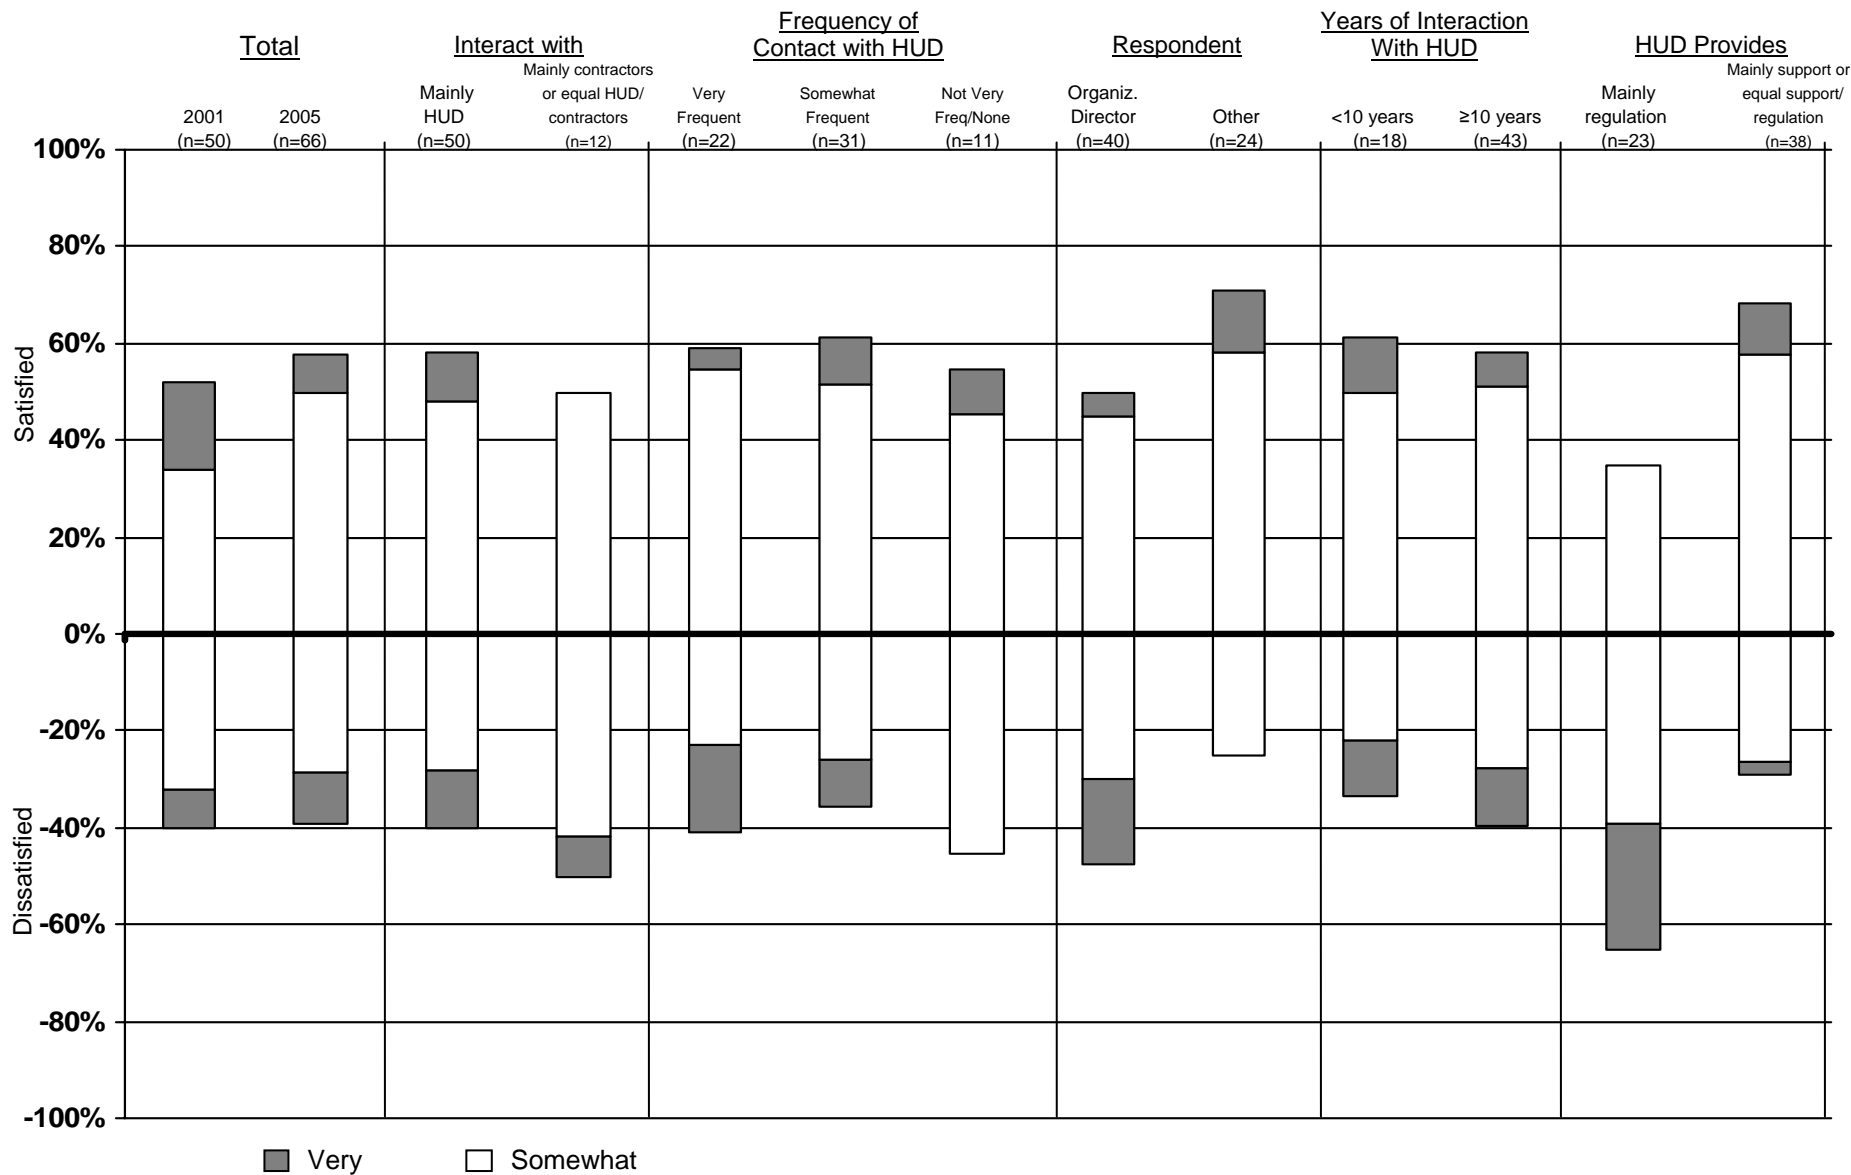 Total
Interact with
Frequency of
Contact with HUD
Respondent
Years of Interaction
With HUD
HUD Provides
2001
(n=50)
2005
(n=66)
Mainly
HUD
(n=50)
Mainly contractors
or equal HUD/
contractors
(n=12)
Very
Frequent
(n=22)
Somewhat
Frequent
(n=31)
Not Very
Freq/None
(n=11)
Organiz.
Director
(n=40)
Other
(n=24)
<10 years
(n=18)
≥10 years
(n=43)
Mainly
regulation
(n=23)
Mainly support or
equal support/
regulation
(n=38)
100%
80%
60%
40%
20%
0%
-20%
-40%
-60%
-80%
-100%
Satisfied
Dissatisfied
Very
Somewhat